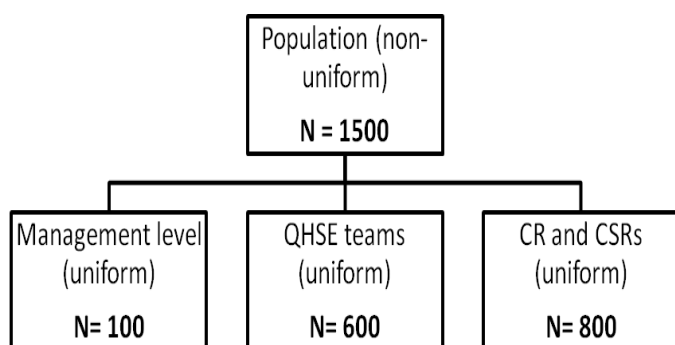 Population (non-
uniform)
N = 1500
Management level
(uniform)
N= 100
QHSE teams
(uniform)
N= 600
CR and CSRs
(uniform)
N= 800